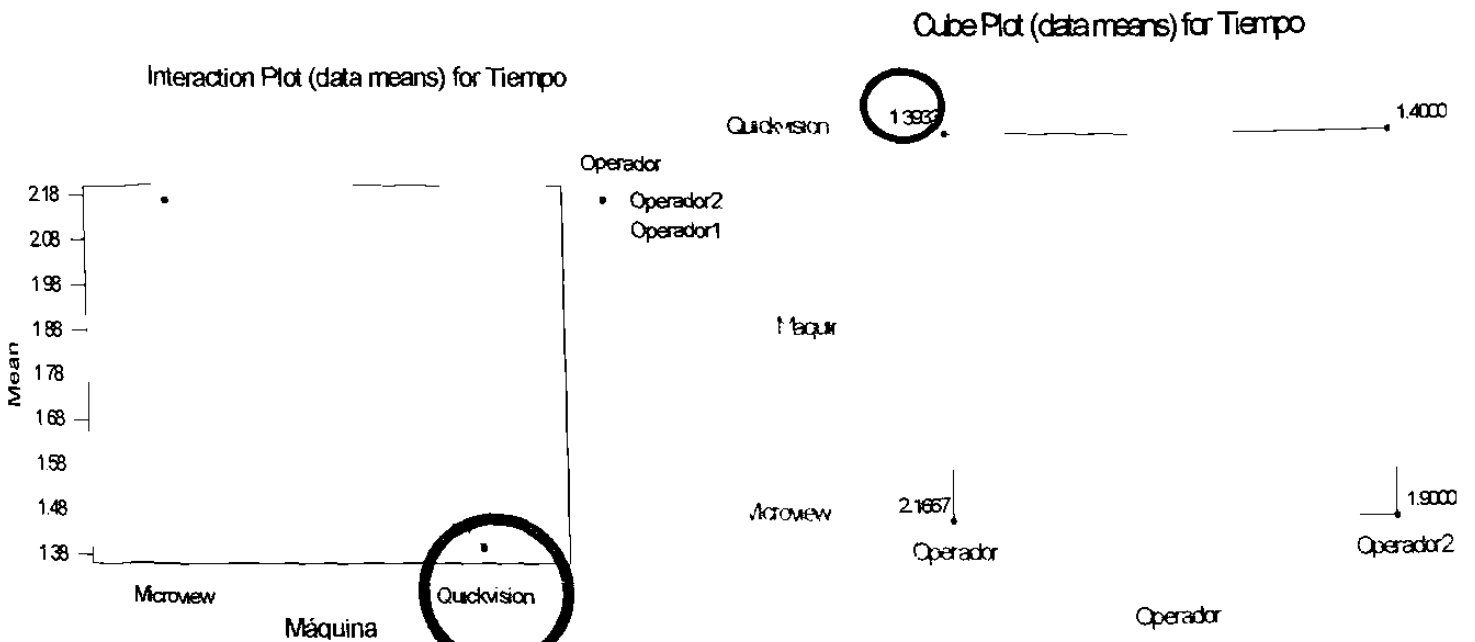 Interaction Plot (data means) for Tiempo
Mean
2.18
2.08
1.98
1.88
1.78
1.68
1.58
1.48
1.38
Microview
Quickvision
Máquina
Operador
Operador2
Operador1
Cube Plot (data means) for Tiempo
Quickvision
1.3933
1.4000
Microview
2.1667
1.9000
Operador
Operador2
Operador